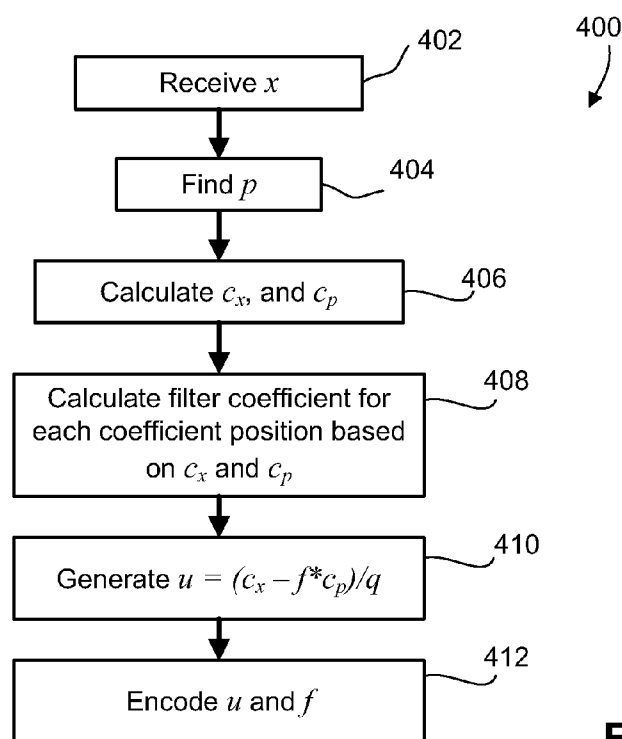 400
402
Receive x
404
Find p
406
Calculate cₓ, and cₚ
408
Calculate filter coefficient for
each coefficient position based
on cₓ and cₚ
410
Generate u = (cₓ – f*cₚ)/q
412
Encode u and f